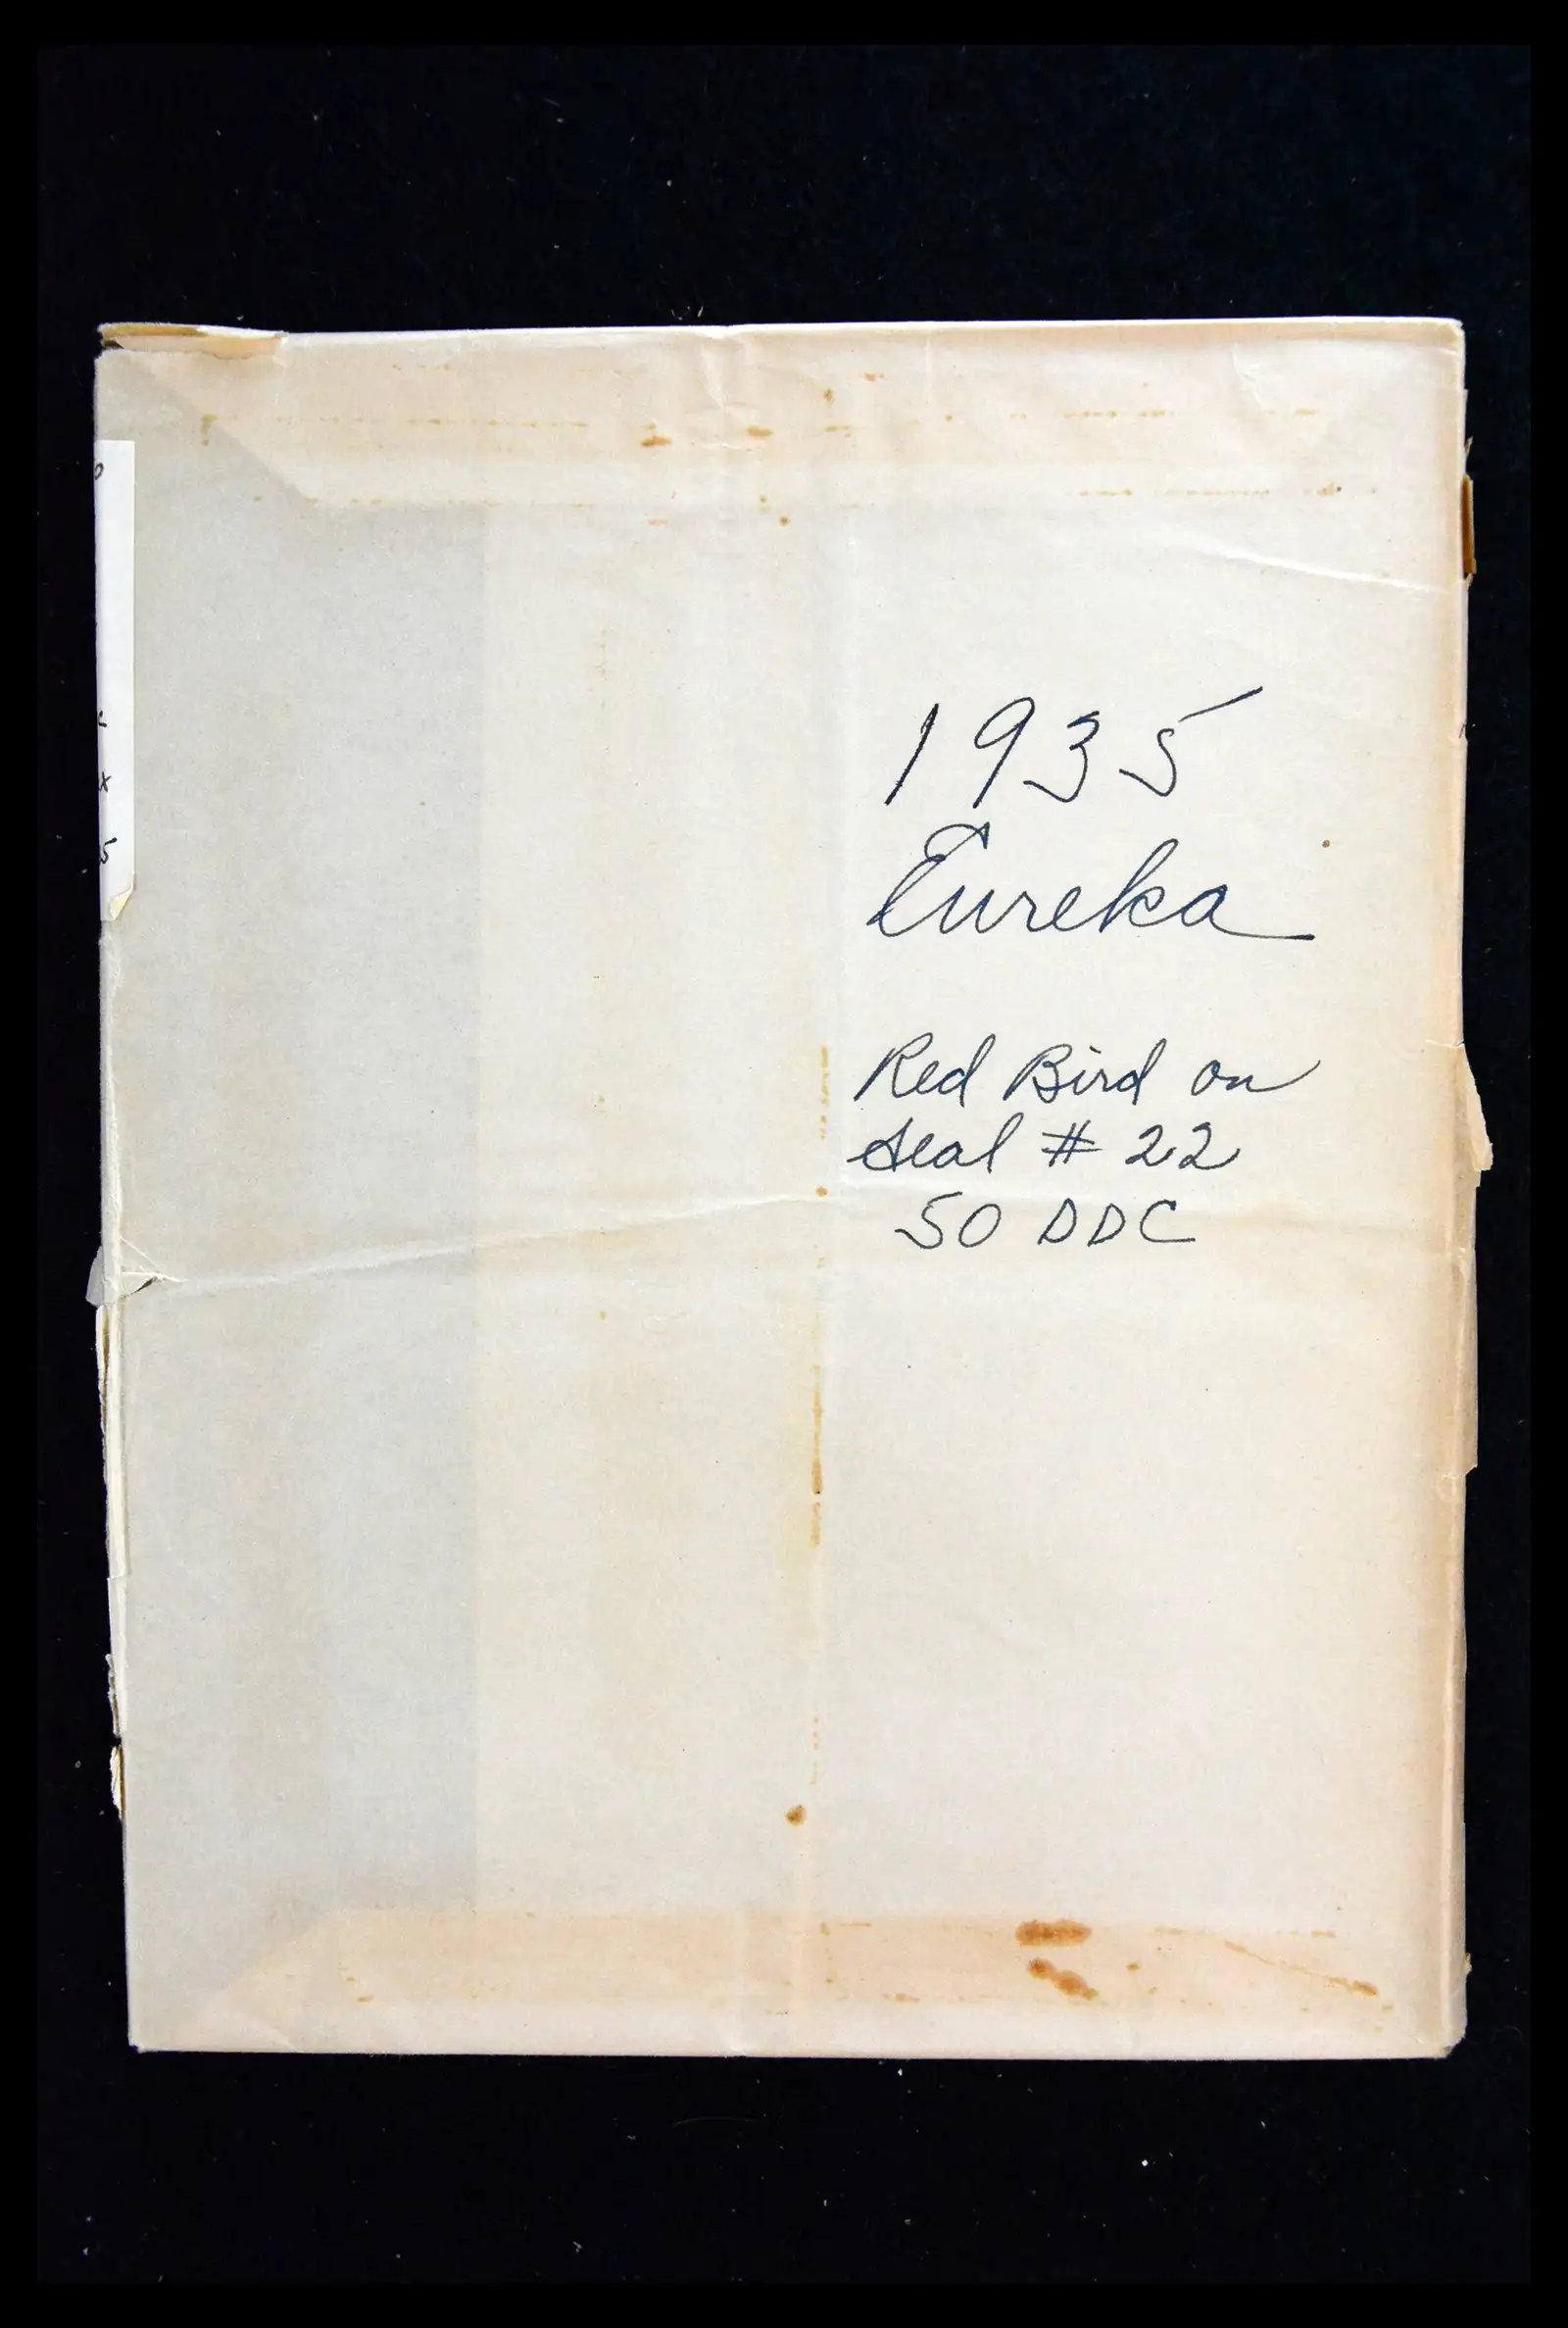 1935
Eureka
Red Bird on
seal # 22
50 DDC